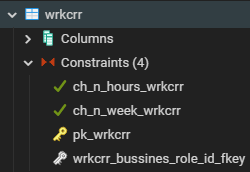 wrkcrr
Columns
Constraints (4)
ch_n_hours_wrkcrr
ch_n_week_wrkcrr
pk_wrkcrr
wrkcrr_bussines_role_id_fkey